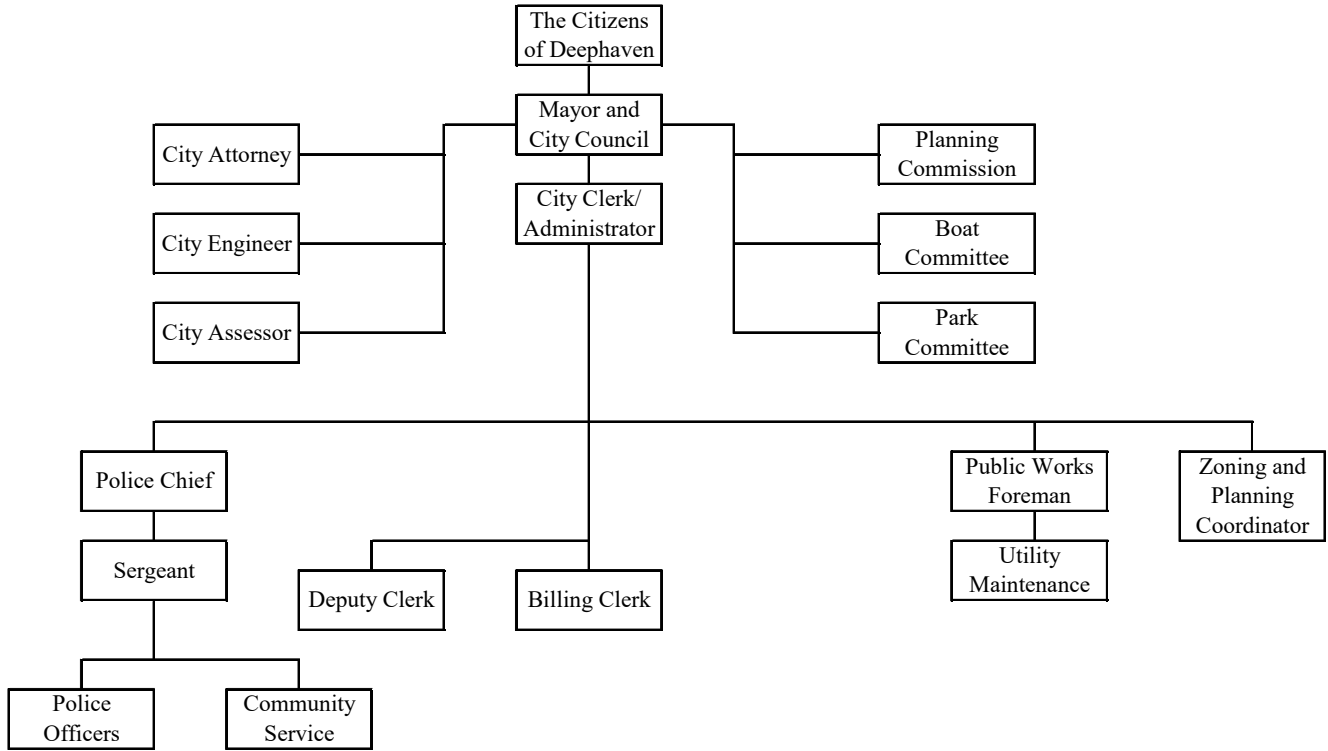 The Citizens
of Deephaven
Mayor and
City Council
City Attorney
Planning
Commission
City Clerk/
Administrator
City Engineer
Boat
Committee
City Assessor
Park
Committee
Police Chief
Public Works
Foreman
Zoning and
Planning
Coordinator
Sergeant
Utility
Maintenance
Deputy Clerk
Billing Clerk
Police
Officers
Community
Service